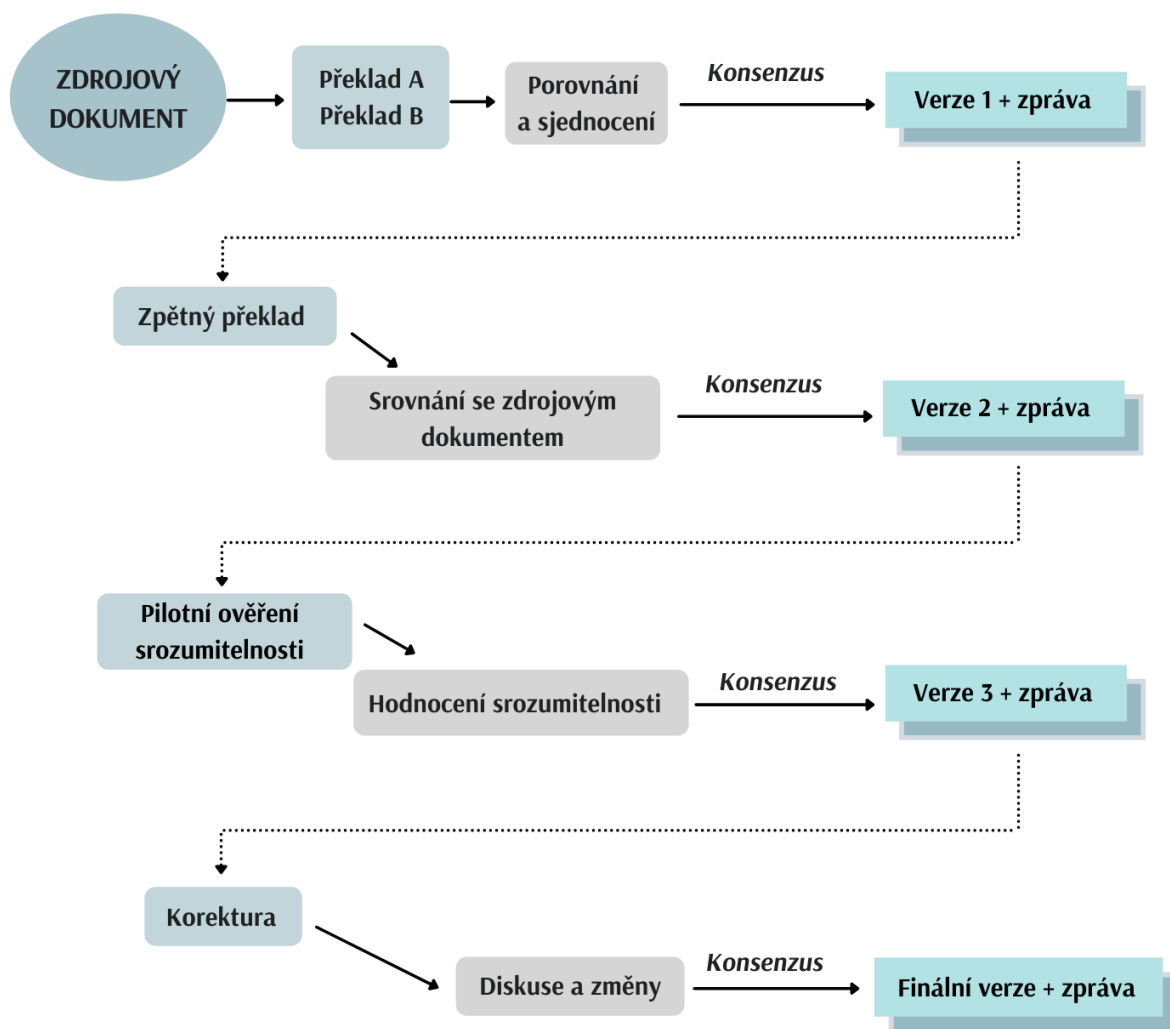 ZDROJOVÝ
DOKUMENT
Překlad A
Překlad B
Porovnání
a sjednocení
Konsenzus
Verze 1 + zpráva
Zpětný překlad
Srovnání se zdrojovým
dokumentem
Konsenzus
Verze 2 + zpráva
Pilotní ověření
srozumitelnosti
Hodnocení srozumitelnosti
Konsenzus
Verze 3 + zpráva
Korektura
Diskuse a změny
Konsenzus
Finální verze + zpráva